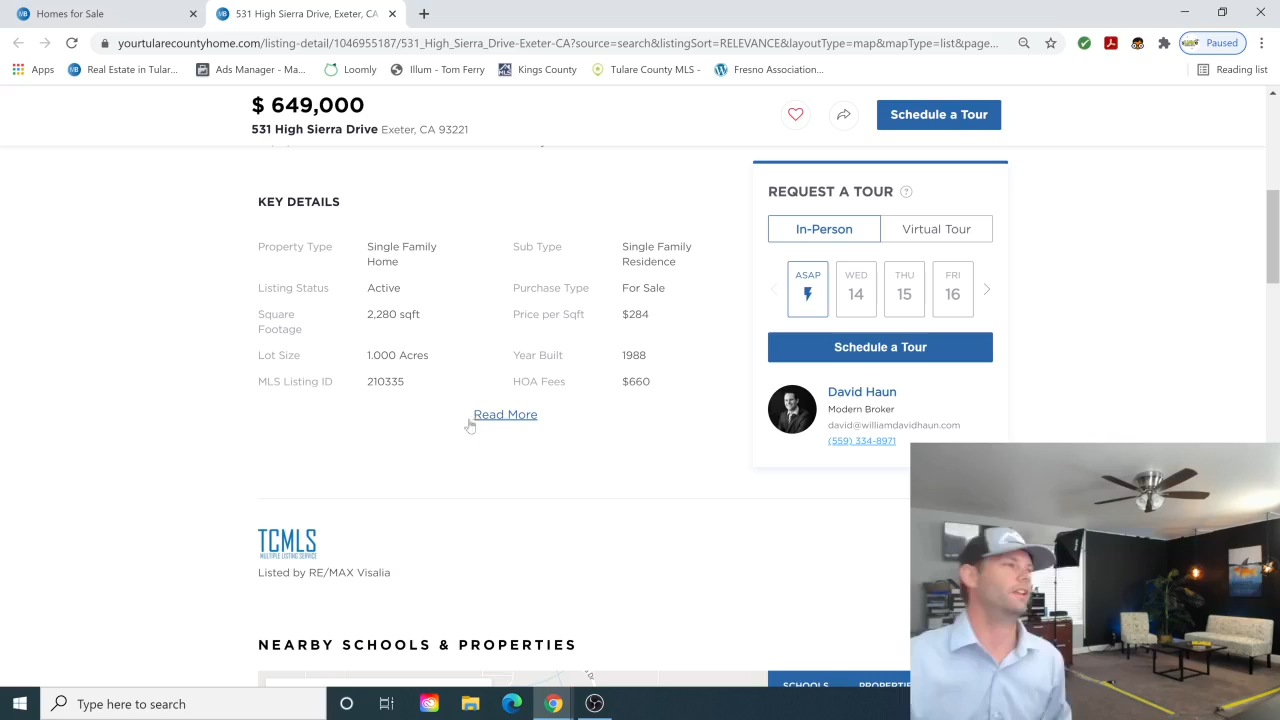 Homes for Sale
531 High Sierra Drive, Exeter, CA
yourtularecountyhome.com/listing-detail/1046955187/531_High_Sierra_Drive-Exeter-CA?source=search&listingSort=RELEVANCE&layoutType=map&mapType=list&page...
Paused
Apps
Real Estate in Tular...
Ads Manager - Ma...
Loomly
Illum - Tom Ferry
Kings County
Tulare County MLS -
Fresno Association...
Reading list
$ 649,000
531 High Sierra Drive Exeter, CA 93221
Schedule a Tour
KEY DETAILS
Property Type Single Family Home Sub Type Single Family Residence
Listing Status Active Purchase Type For Sale
Square Footage 2,280 sqft Price per Sqft $284
Lot Size 1.000 Acres Year Built 1988
MLS Listing ID 210335 HOA Fees $660
Read More
REQUEST A TOUR ?
In-Person Virtual Tour
ASAP WED THU FRI
14 15 16
Schedule a Tour
David Haun
Modern Broker
david@williamdavidhaun.com
(559) 334-8971
TCMLS
MULTIPLE LISTING SERVICE
Listed by RE/MAX Visalia
NEARBY SCHOOLS & PROPERTIES
SCHOOLS
Type here to search